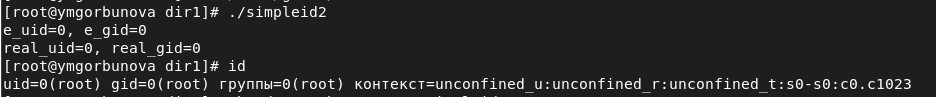 [root@ymgorbunova dir1]# ./simpleid2
e_uid=0, e_gid=0
real_uid=0, real_gid=0
[root@ymgorbunova dir1]# id
uid=0(root) gid=0(root) группы=0(root) контекст=unconfined_u:unconfined_r:unconfined_t:s0-s0:c0.c1023